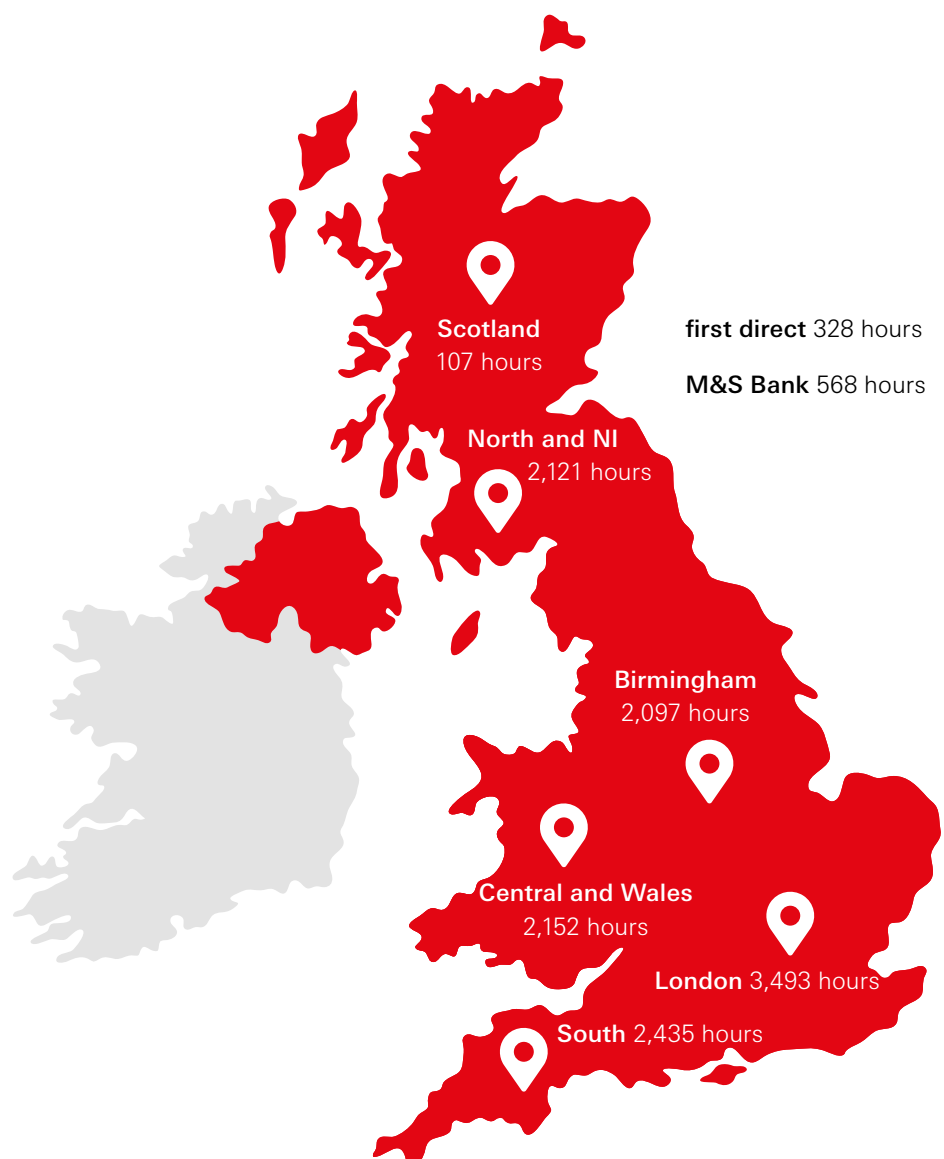 Scotland
107 hours
first direct 328 hours
M&S Bank 568 hours
North and NI
2,121 hours
Birmingham
2,097 hours
Central and Wales
2,152 hours
London 3,493 hours
South 2,435 hours